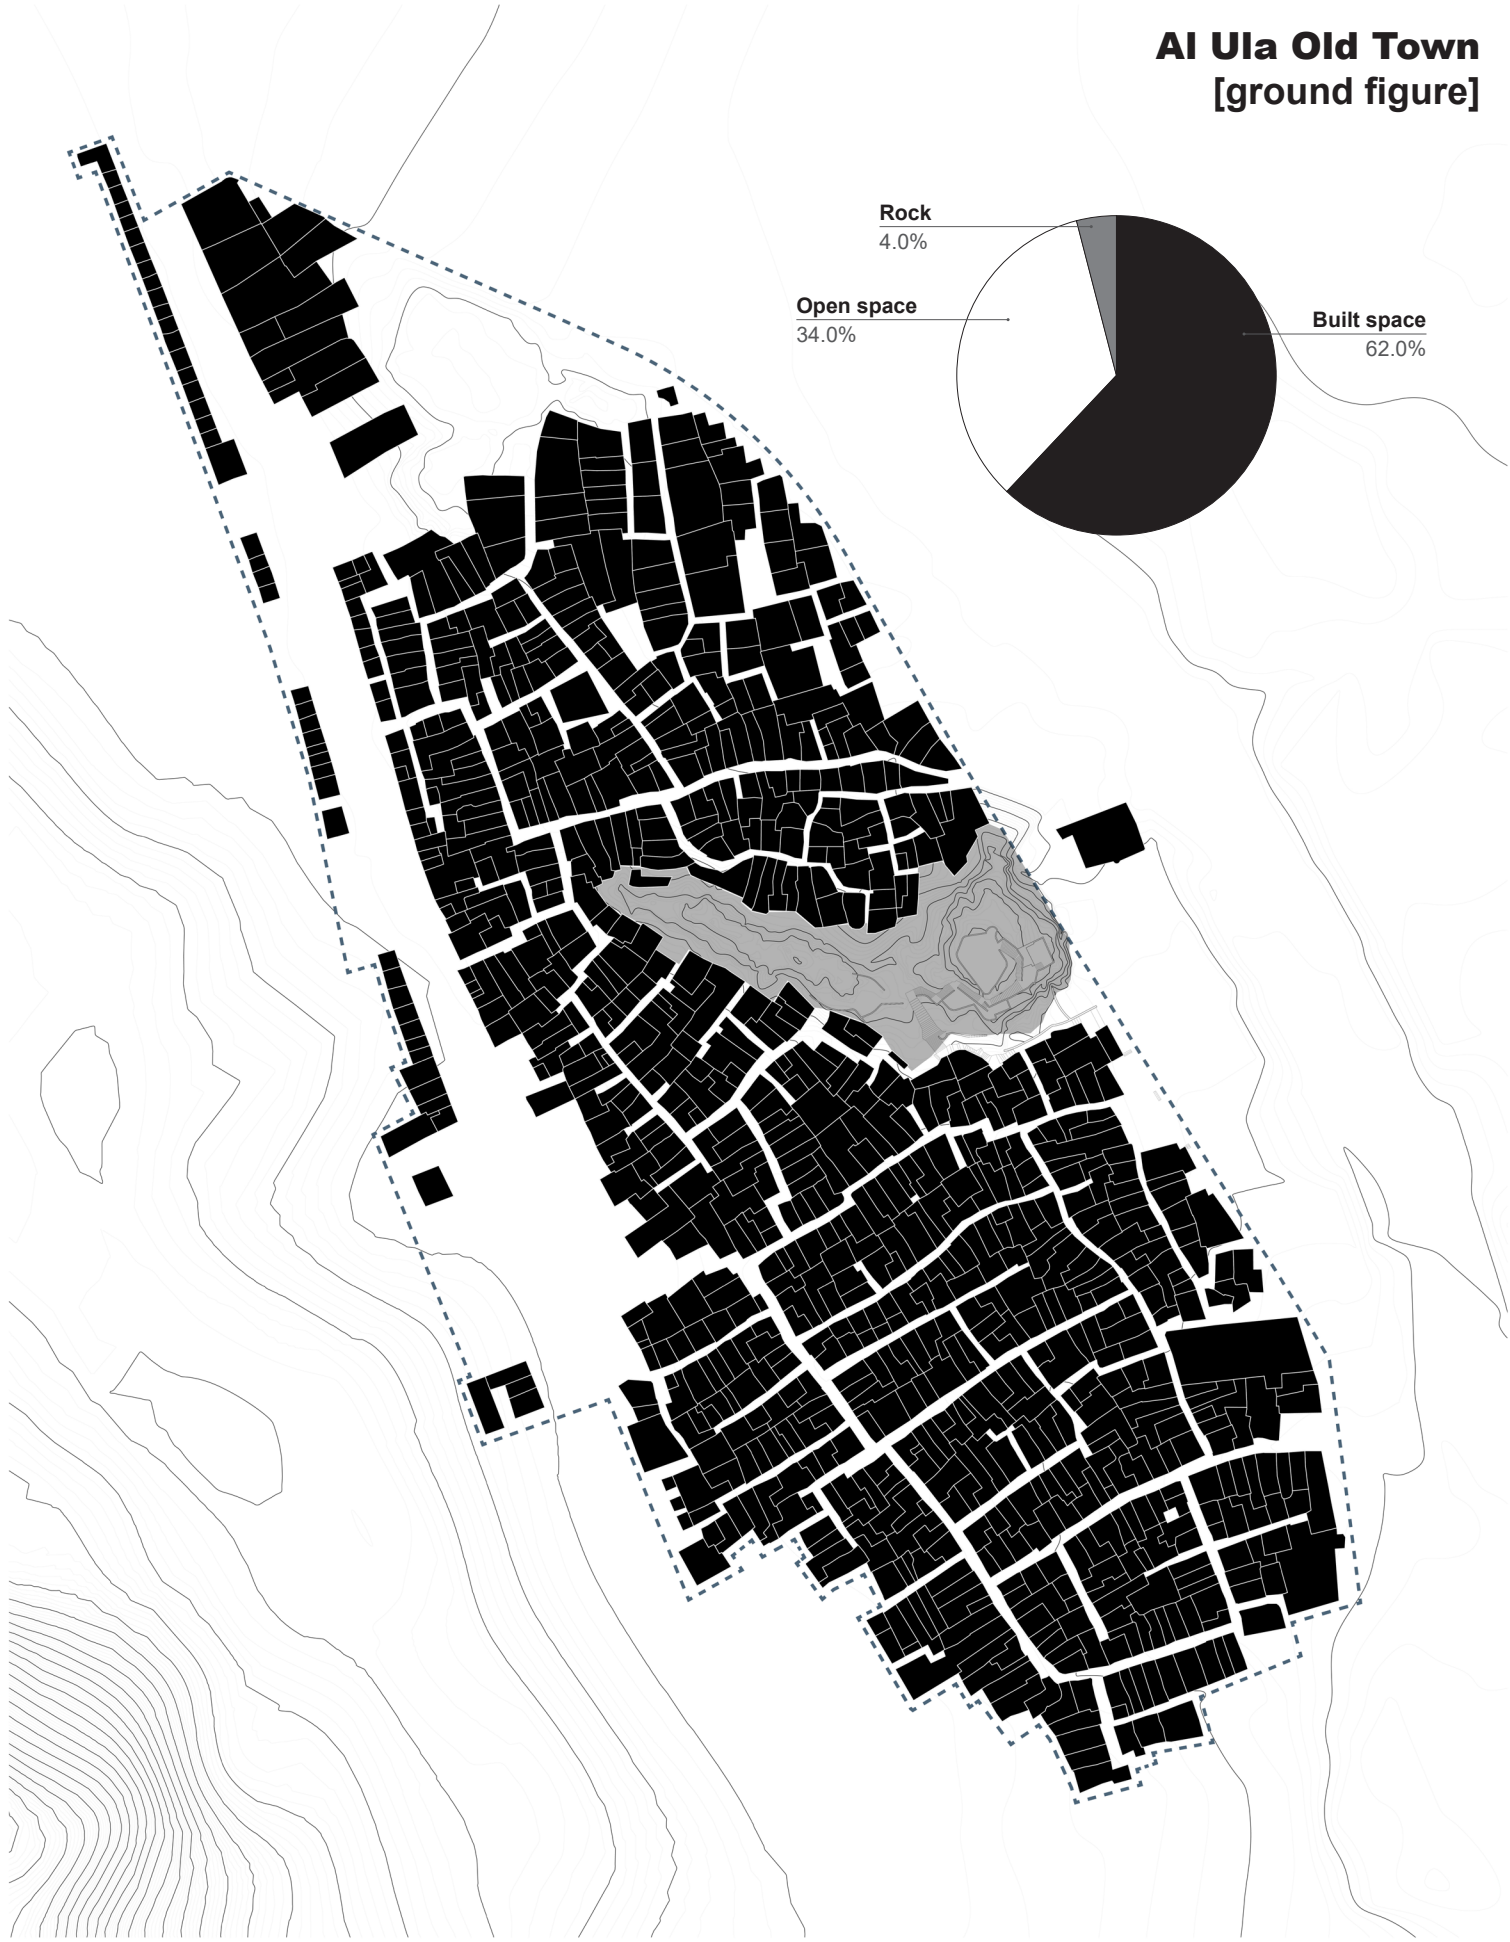 Al Ula Old Town
[ground figure]
Rock
4.0%
Open space
34.0%
Built space
62.0%